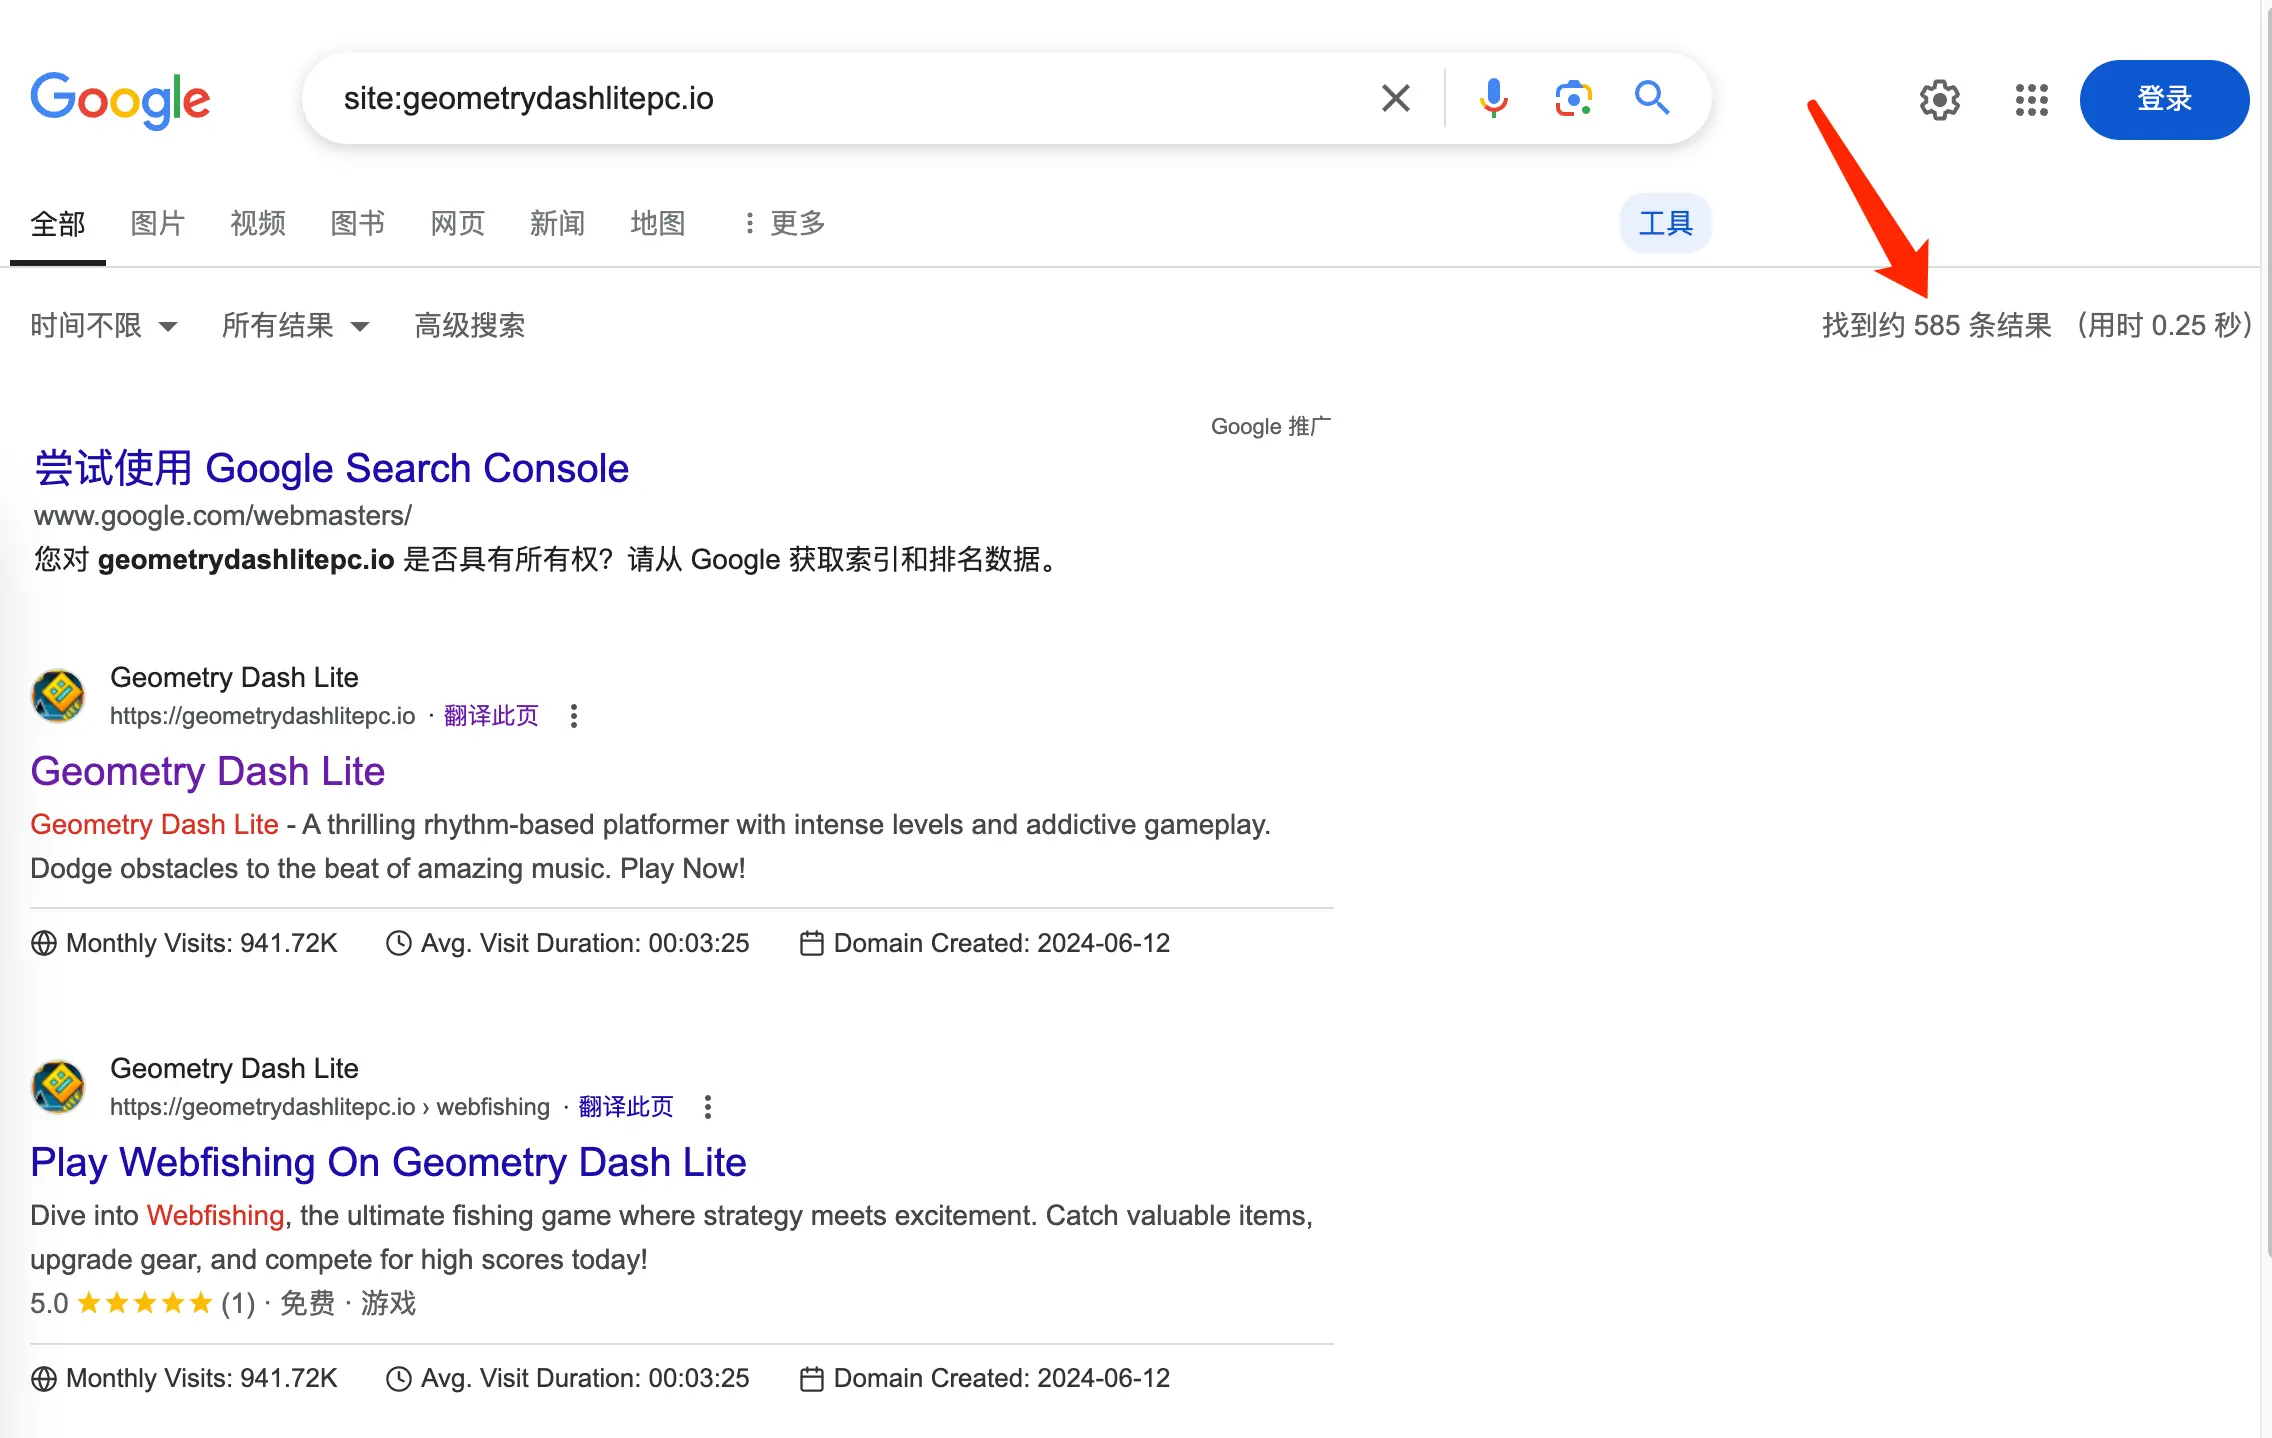 Google
site:geometrydashlitepc.io
登录
全部 图片 视频 图书 网页 新闻 地图 更多 工具
时间不限 所有结果 高级搜索 找到约 585 条结果 （用时 0.25 秒）
Google 推广
尝试使用 Google Search Console
www.google.com/webmasters/
您对 geometrydashlitepc.io 是否具有所有权？请从 Google 获取索引和排名数据。
Geometry Dash Lite
https://geometrydashlitepc.io · 翻译此页
Geometry Dash Lite
Geometry Dash Lite - A thrilling rhythm-based platformer with intense levels and addictive gameplay.
Dodge obstacles to the beat of amazing music. Play Now!
Monthly Visits: 941.72K Avg. Visit Duration: 00:03:25 Domain Created: 2024-06-12
Geometry Dash Lite
https://geometrydashlitepc.io › webfishing · 翻译此页
Play Webfishing On Geometry Dash Lite
Dive into Webfishing, the ultimate fishing game where strategy meets excitement. Catch valuable items,
upgrade gear, and compete for high scores today!
5.0 ★★★★★ (1) · 免费 · 游戏
Monthly Visits: 941.72K Avg. Visit Duration: 00:03:25 Domain Created: 2024-06-12